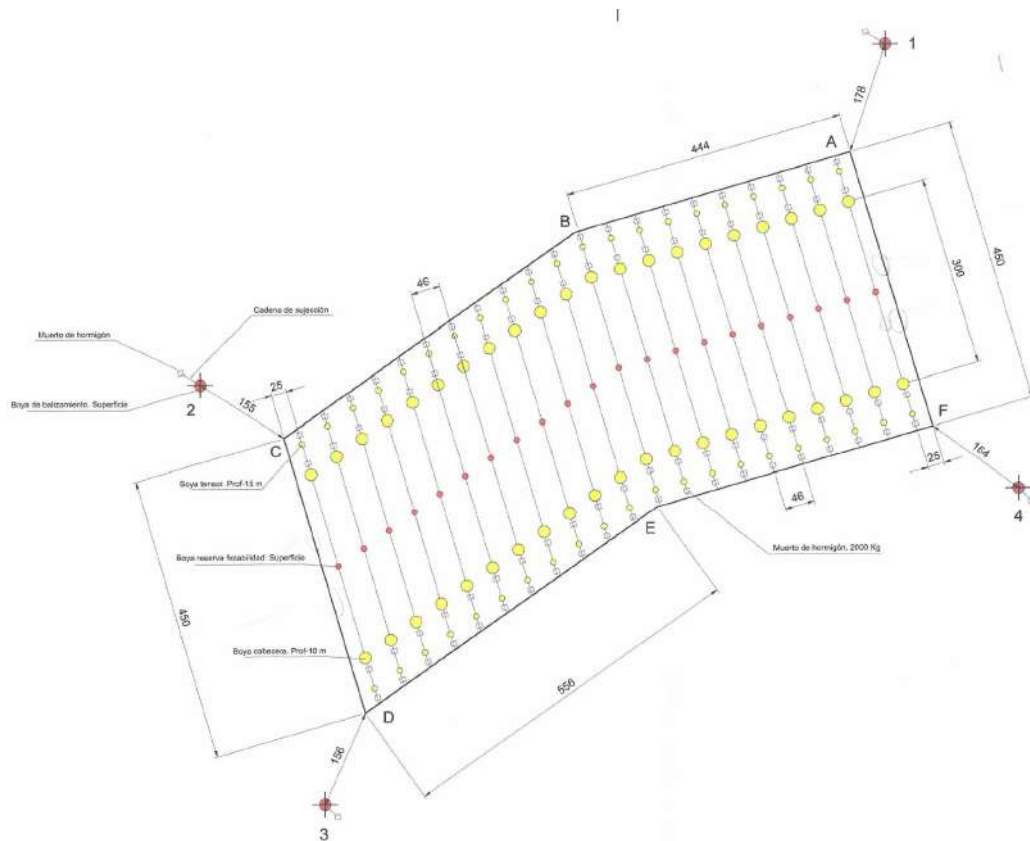 1
178
A
444
B
450
300
46
Cadena de sujección
Muerto de hormigón
25
155
Boya de balizamiento. Superficie
2
C
F
164
25
Boya tensor. Prof-15 m
46
4
E
Muerto de hormigón. 2000 Kg
Boya reserva flotabilidad. Superficie
450
Boya cabecera. Prof-10 m
556
D
156
3